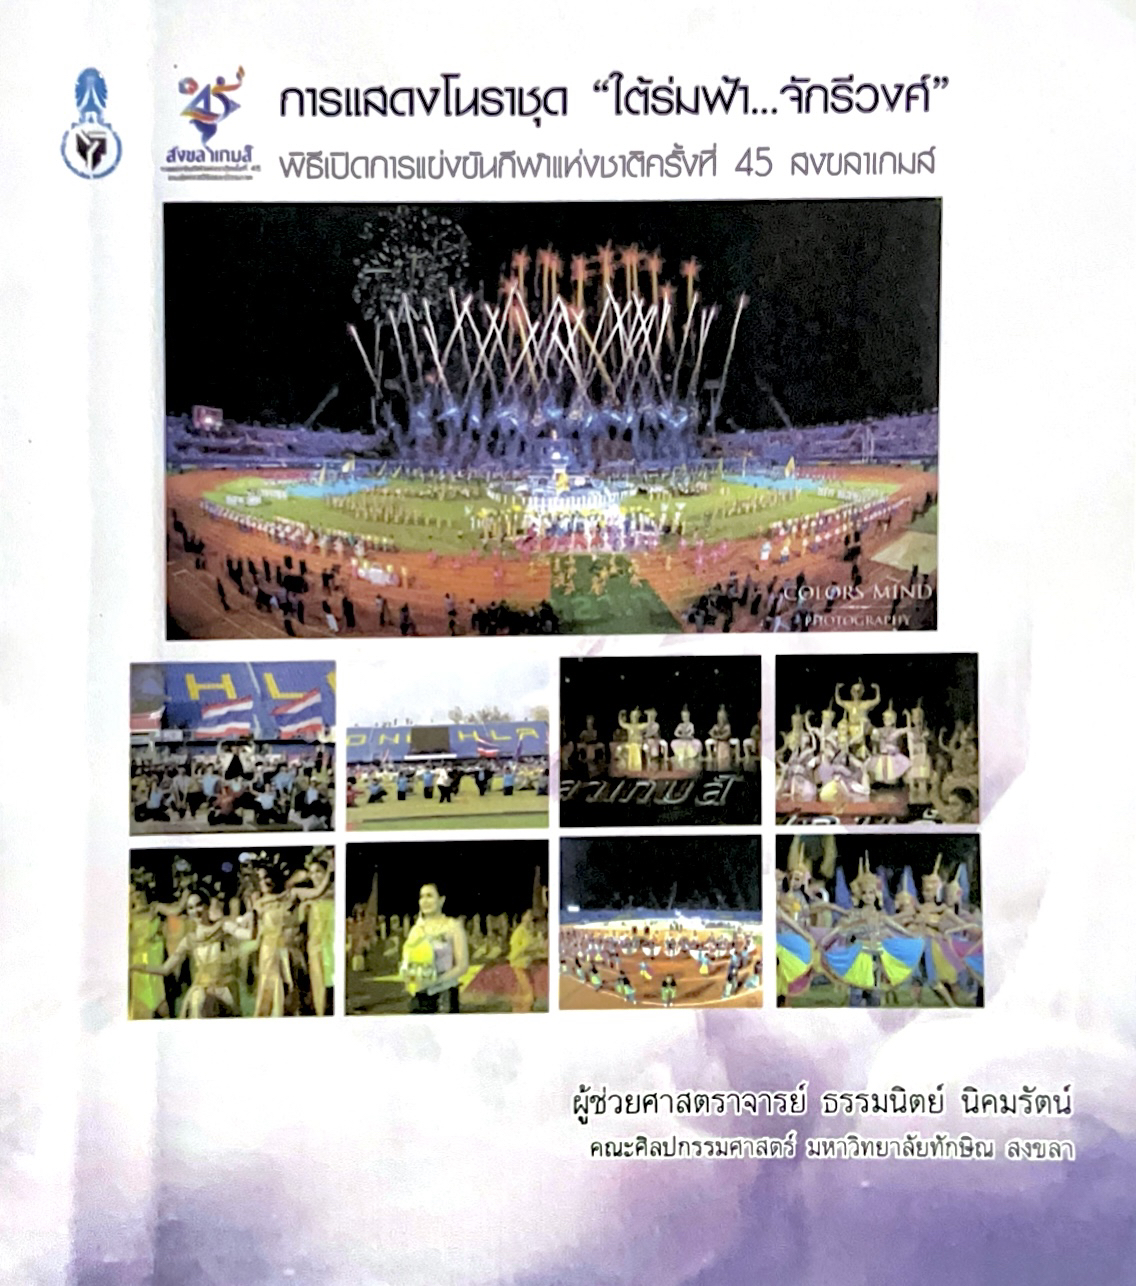 การแสดงโนราชุด “ใต้ร่มฟ้า...จักรีวงศ์”
พิธีเปิดการแข่งขันกีฬาแห่งชาติครั้งที่ 45 สงขลาเกมส์
45
สงขลาเกมส์
COLORS MIND
PHOTOGRAPHY
HL
HLA
ผู้ช่วยศาสตราจารย์ ธรรมนิตย์ นิคมรัตน์
คณะศิลปกรรมศาสตร์ มหาวิทยาลัยทักษิณ สงขลา